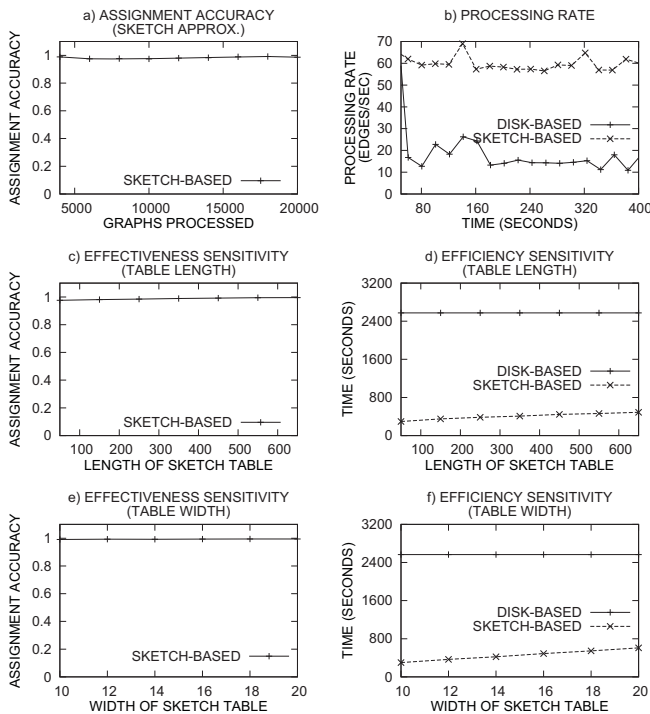 a) ASSIGNMENT ACCURACY
(SKETCH APPROX.)
ASSIGNMENT ACCURACY
1
0.8
0.6
0.4
0.2
0
SKETCH-BASED
5000 10000 15000 20000
GRAPHS PROCESSED
b) PROCESSING RATE
PROCESSING RATE
(EDGES/SEC)
70
60
50
40
30
20
10
0
DISK-BASED
SKETCH-BASED
80 160 240 320 400
TIME (SECONDS)
c) EFFECTIVENESS SENSITIVITY
(TABLE LENGTH)
ASSIGNMENT ACCURACY
1
0.8
0.6
0.4
0.2
0
SKETCH-BASED
100 200 300 400 500 600
LENGTH OF SKETCH TABLE
d) EFFICIENCY SENSITIVITY
(TABLE LENGTH)
TIME (SECONDS)
3200
2400
1600
800
0
DISK-BASED
SKETCH-BASED
100 200 300 400 500 600
LENGTH OF SKETCH TABLE
e) EFFECTIVENESS SENSITIVITY
(TABLE WIDTH)
ASSIGNMENT ACCURACY
1
0.8
0.6
0.4
0.2
0
SKETCH-BASED
10 12 14 16 18 20
WIDTH OF SKETCH TABLE
f) EFFICIENCY SENSITIVITY
(TABLE WIDTH)
TIME (SECONDS)
3200
2400
1600
800
0
DISK-BASED
SKETCH-BASED
10 12 14 16 18 20
WIDTH OF SKETCH TABLE